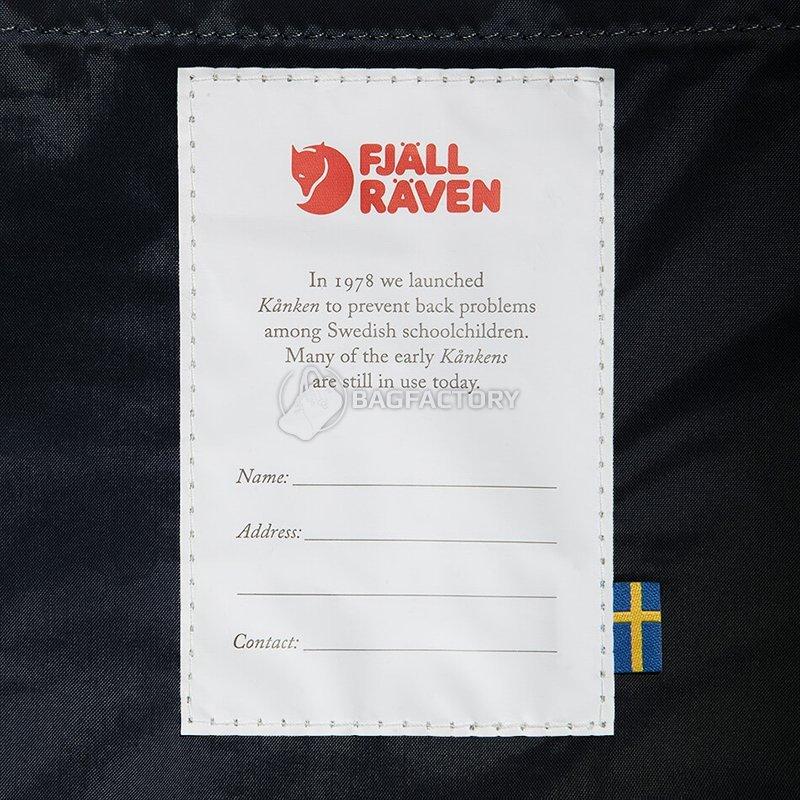 FJÄLL
RÄVEN
In 1978 we launched
Kånken to prevent back problems
among Swedish schoolchildren.
Many of the early Kånkens
are still in use today.
BAGFACTORY
Name:
Address:
Contact: